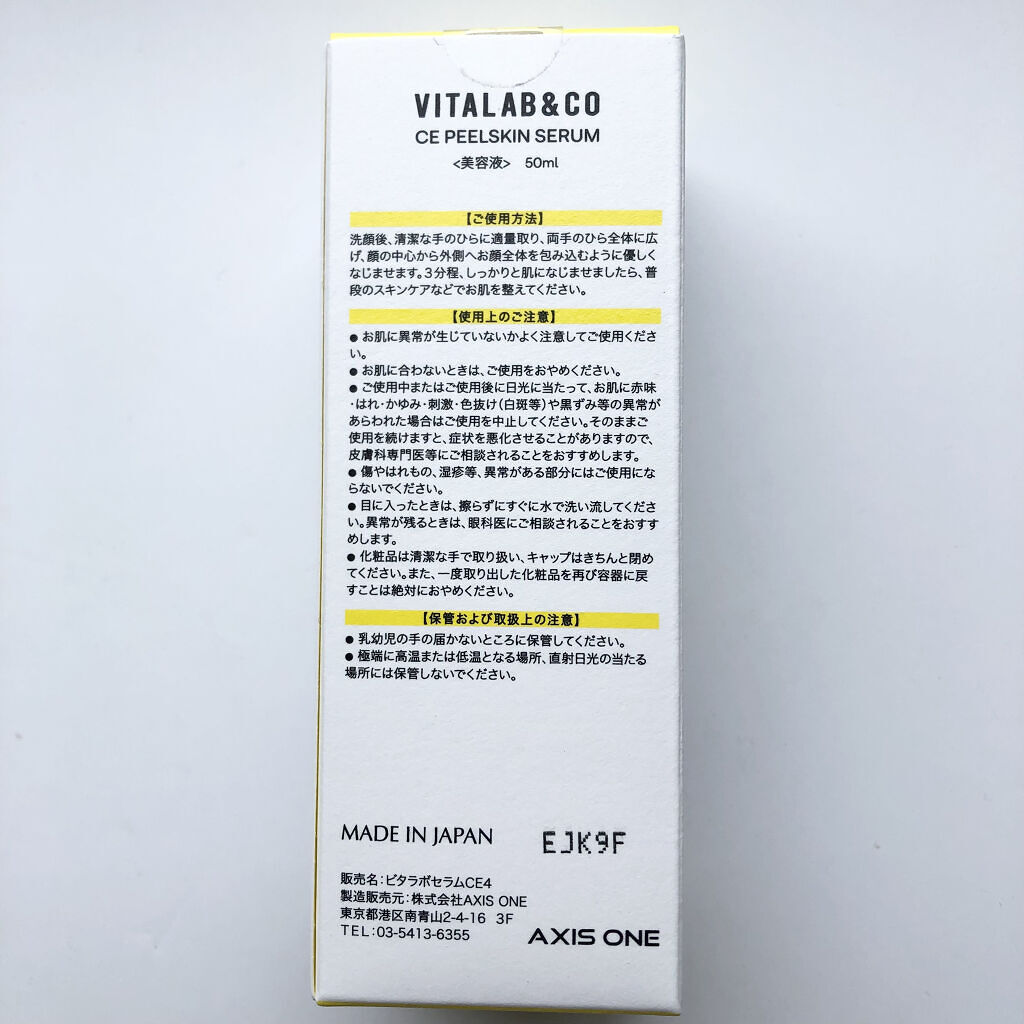 VITALAB&CO
CE PEELSKIN SERUM
<美容液> 50ml
【ご使用方法】
洗顔後、清潔な手のひらに適量取り、両手のひら全体に広
げ、顔の中心から外側へお顔全体を包み込むように優しく
なじませます。3分程、しっかりと肌になじませましたら、普
段のスキンケアなどでお肌を整えてください。
【使用上のご注意】
● お肌に異常が生じていないかよく注意してご使用くださ
い。
● お肌に合わないときは、ご使用をおやめください。
● ご使用中またはご使用後に日光に当たって、お肌に赤味
・はれ・かゆみ・刺激・色抜け(白斑等)や黒ずみ等の異常が
あらわれた場合はご使用を中止してください。そのままご
使用を続けますと、症状を悪化させることがありますので、
皮膚科専門医等にご相談されることをおすすめします。
● 傷やはれもの、湿疹等、異常がある部分にはご使用にな
らないでください。
● 目に入ったときは、擦らずにすぐに水で洗い流してくださ
い。異常が残るときは、眼科医にご相談されることをおすす
めします。
● 化粧品は清潔な手で取り扱い、キャップはきちんと閉め
てください。また、一度取り出した化粧品を再び容器に戻
すことは絶対におやめください。
【保管および取扱上の注意】
● 乳幼児の手の届かないところに保管してください。
● 極端に高温または低温となる場所、直射日光の当たる
場所には保管しないでください。
MADE IN JAPAN
EJK9F
販売名:ビタラボセラムCE4
製造販売元:株式会社AXIS ONE
東京都港区南青山2-4-16 3F
TEL:03-5413-6355
AXIS ONE